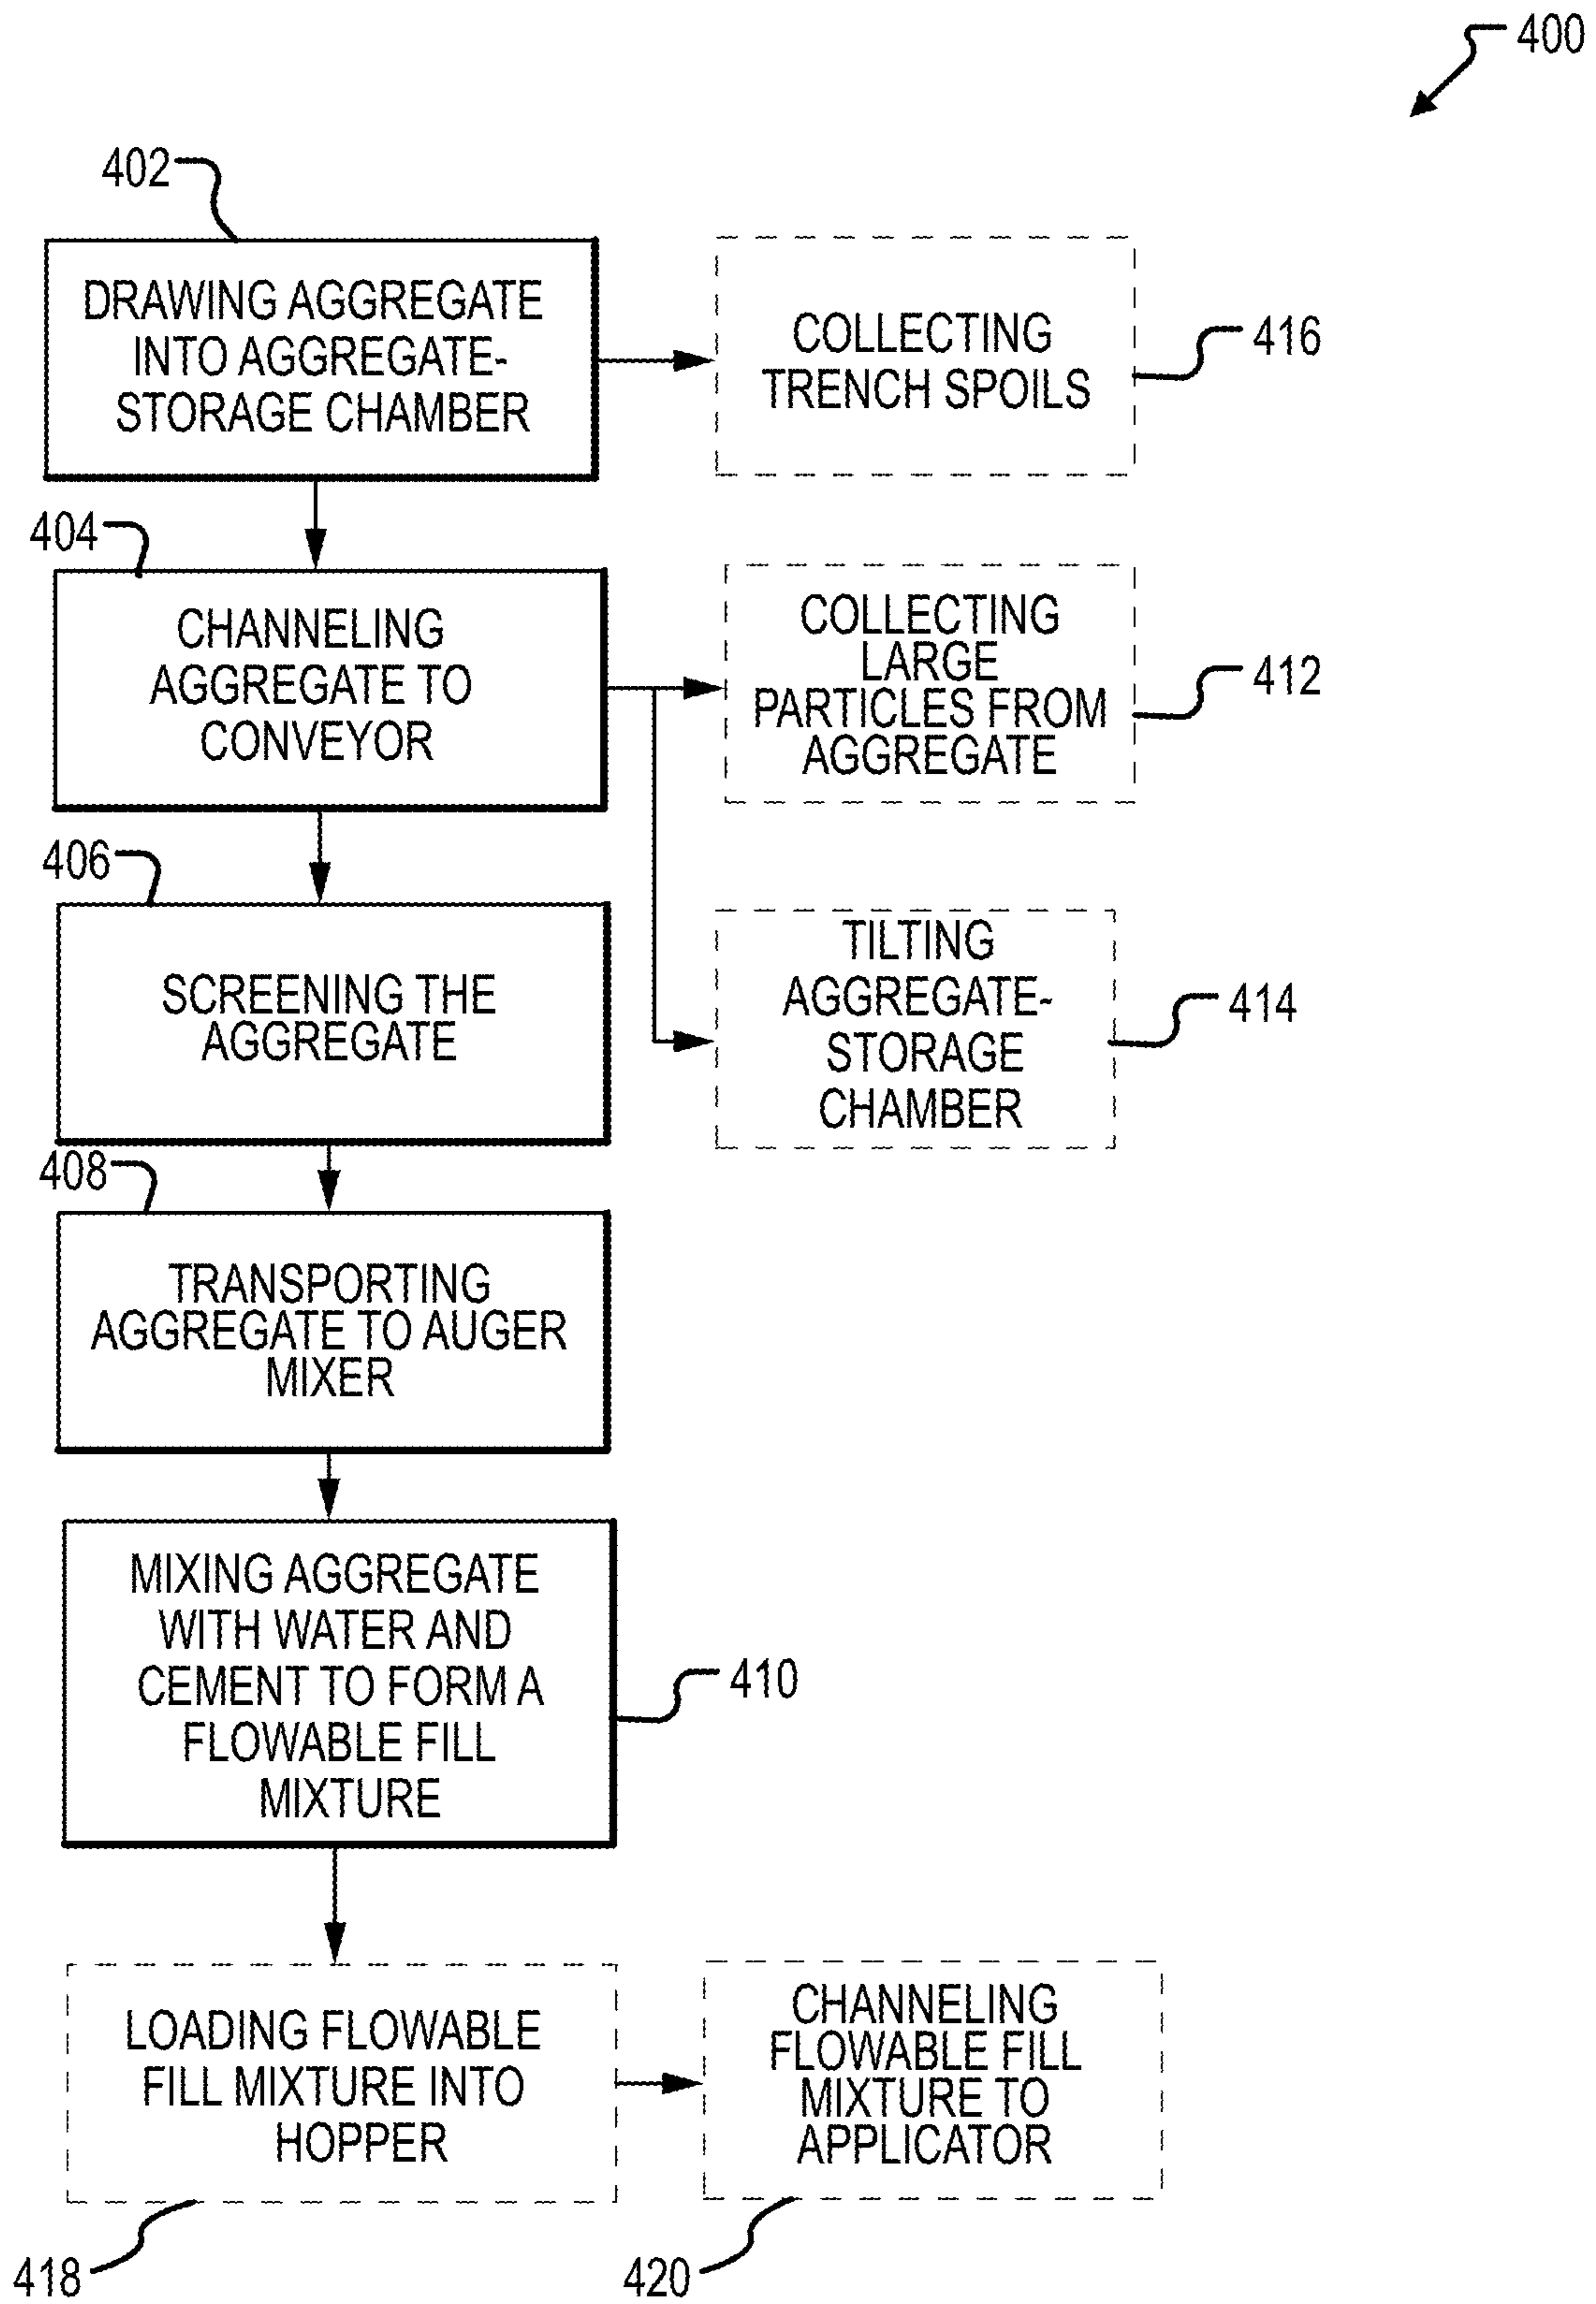 400
402
DRAWING AGGREGATE
INTO AGGREGATE-
STORAGE CHAMBER
COLLECTING
TRENCH SPOILS
416
404
CHANNELING
AGGREGATE TO
CONVEYOR
COLLECTING
LARGE
PARTICLES FROM
AGGREGATE
412
406
SCREENING THE
AGGREGATE
TILTING
AGGREGATE-
STORAGE
CHAMBER
414
408
TRANSPORTING
AGGREGATE TO AUGER
MIXER
MIXING AGGREGATE
WITH WATER AND
CEMENT TO FORM A
FLOWABLE FILL
MIXTURE
410
LOADING FLOWABLE
FILL MIXTURE INTO
HOPPER
418
CHANNELING
FLOWABLE FILL
MIXTURE TO
APPLICATOR
420